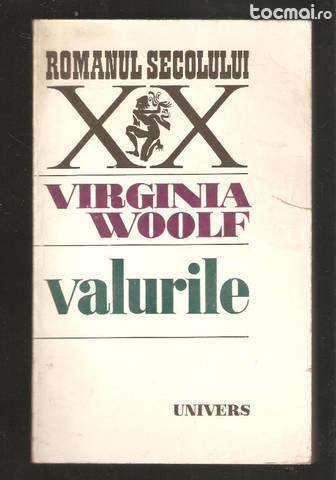 tocmai.ro
ROMANUL SECOLULUI
XX
VIRGINIA
WOOLF
valurile
UNIVERS